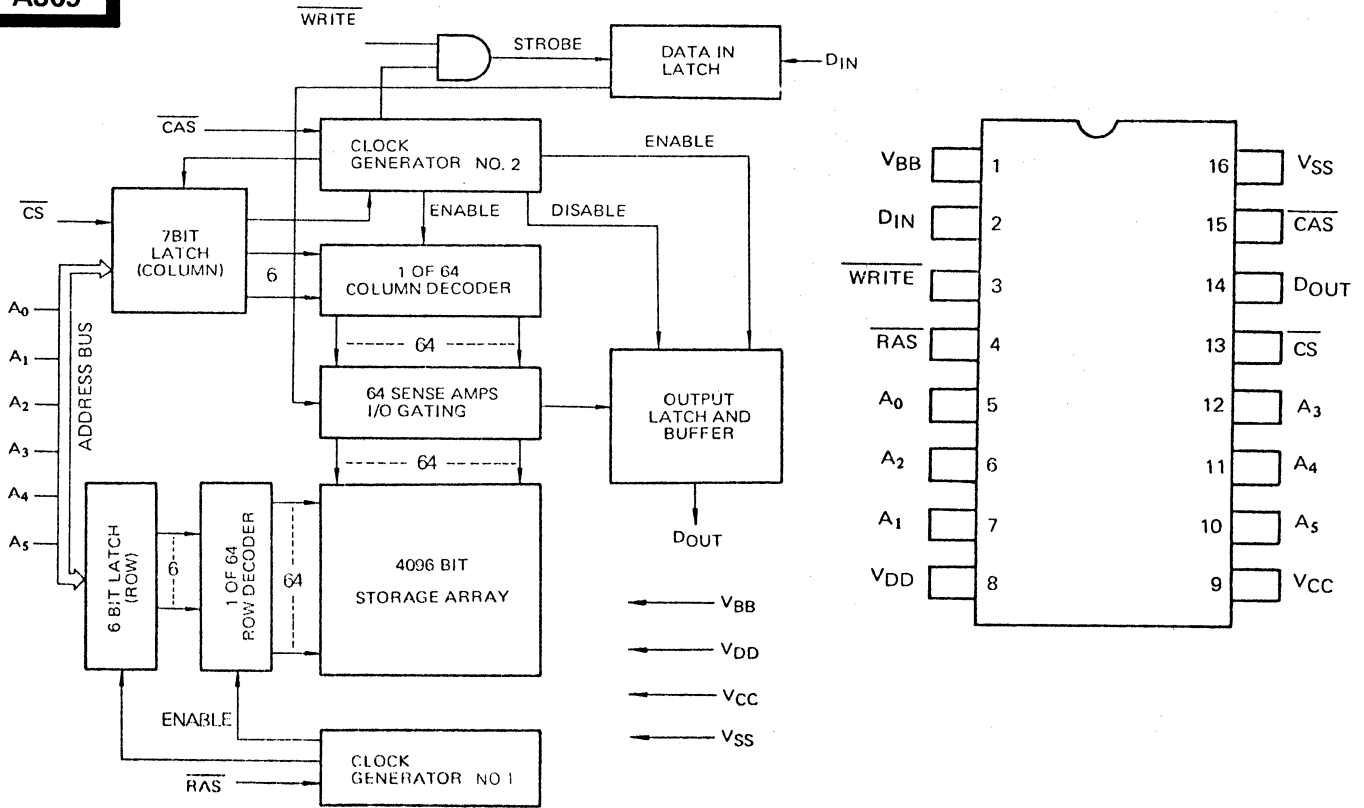 A309
WRITE
STROBE
DATA IN
LATCH
DIN
CAS
CLOCK
GENERATOR NO. 2
ENABLE
CS
7BIT
LATCH
(COLUMN)
ENABLE
DISABLE
6
1 OF 64
COLUMN DECODER
A0
A1
A2
A3
A4
A5
ADDRESS BUS
64
64 SENSE AMPS
I/O GATING
64
OUTPUT
LATCH AND
BUFFER
DOUT
6 BIT LATCH
(ROW)
6
1 OF 64
ROW DECODER
64
4096 BIT
STORAGE ARRAY
VBB
VDD
VCC
VSS
ENABLE
RAS
CLOCK
GENERATOR NO 1
VBB 1 16 VSS
DIN 2 15 CAS
WRITE 3 14 DOUT
RAS 4 13 CS
A0 5 12 A3
A2 6 11 A4
A1 7 10 A5
VDD 8 9 VCC